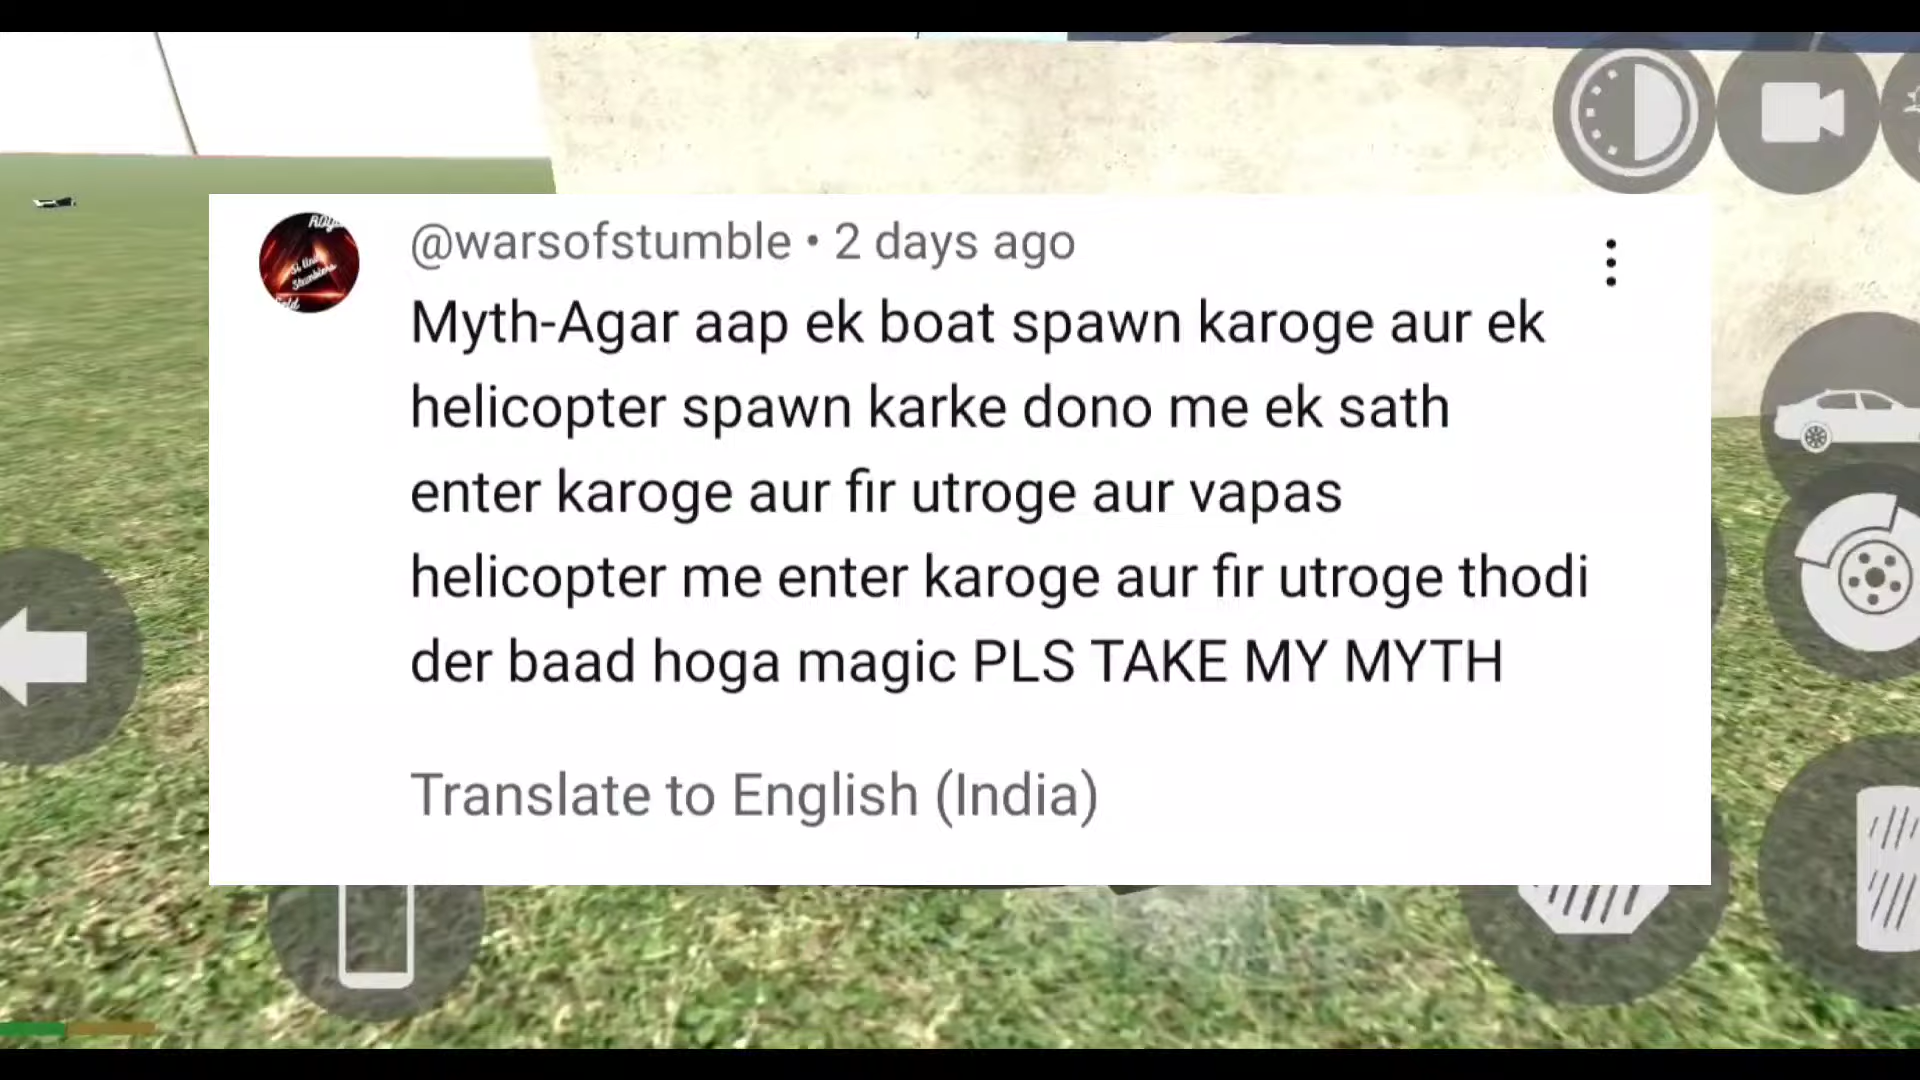 @warsofstumble • 2 days ago
Myth-Agar aap ek boat spawn karoge aur ek
helicopter spawn karke dono me ek sath
enter karoge aur fir utroge aur vapas
helicopter me enter karoge aur fir utroge thodi
der baad hoga magic PLS TAKE MY MYTH
Translate to English (India)